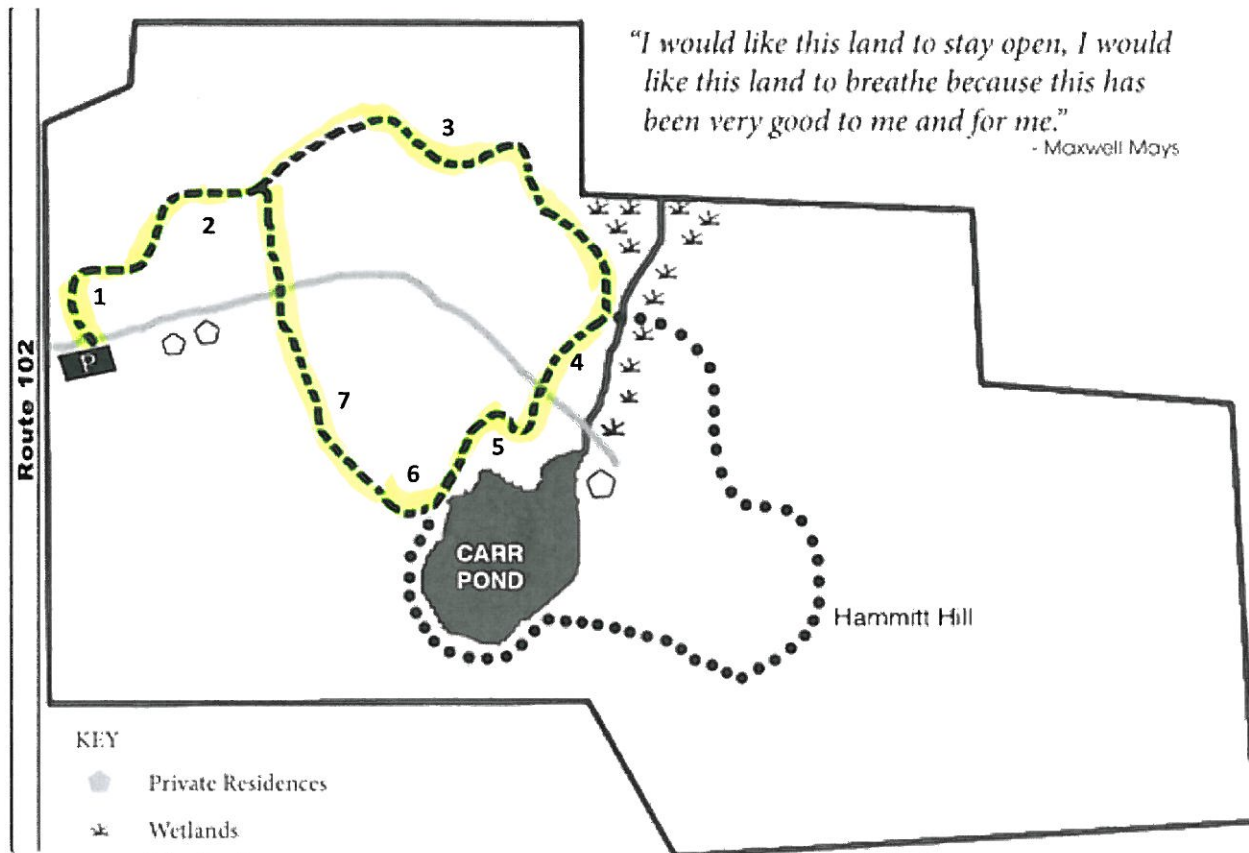 "I would like this land to stay open, I would
like this land to breathe because this has
been very good to me and for me."
- Maxwell Mays
3
2
1
P
Route 102
4
7
5
6
CARR
POND
Hammitt Hill
KEY
Private Residences
Wetlands